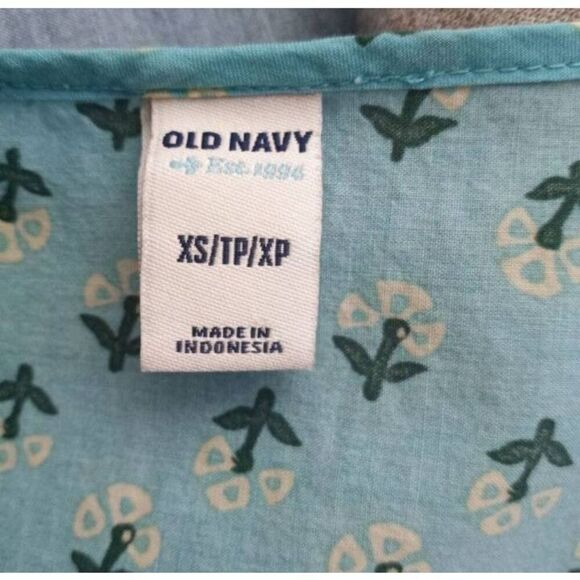 OLD NAVY
Est. 1994
XS/TP/XP
MADE IN
INDONESIA